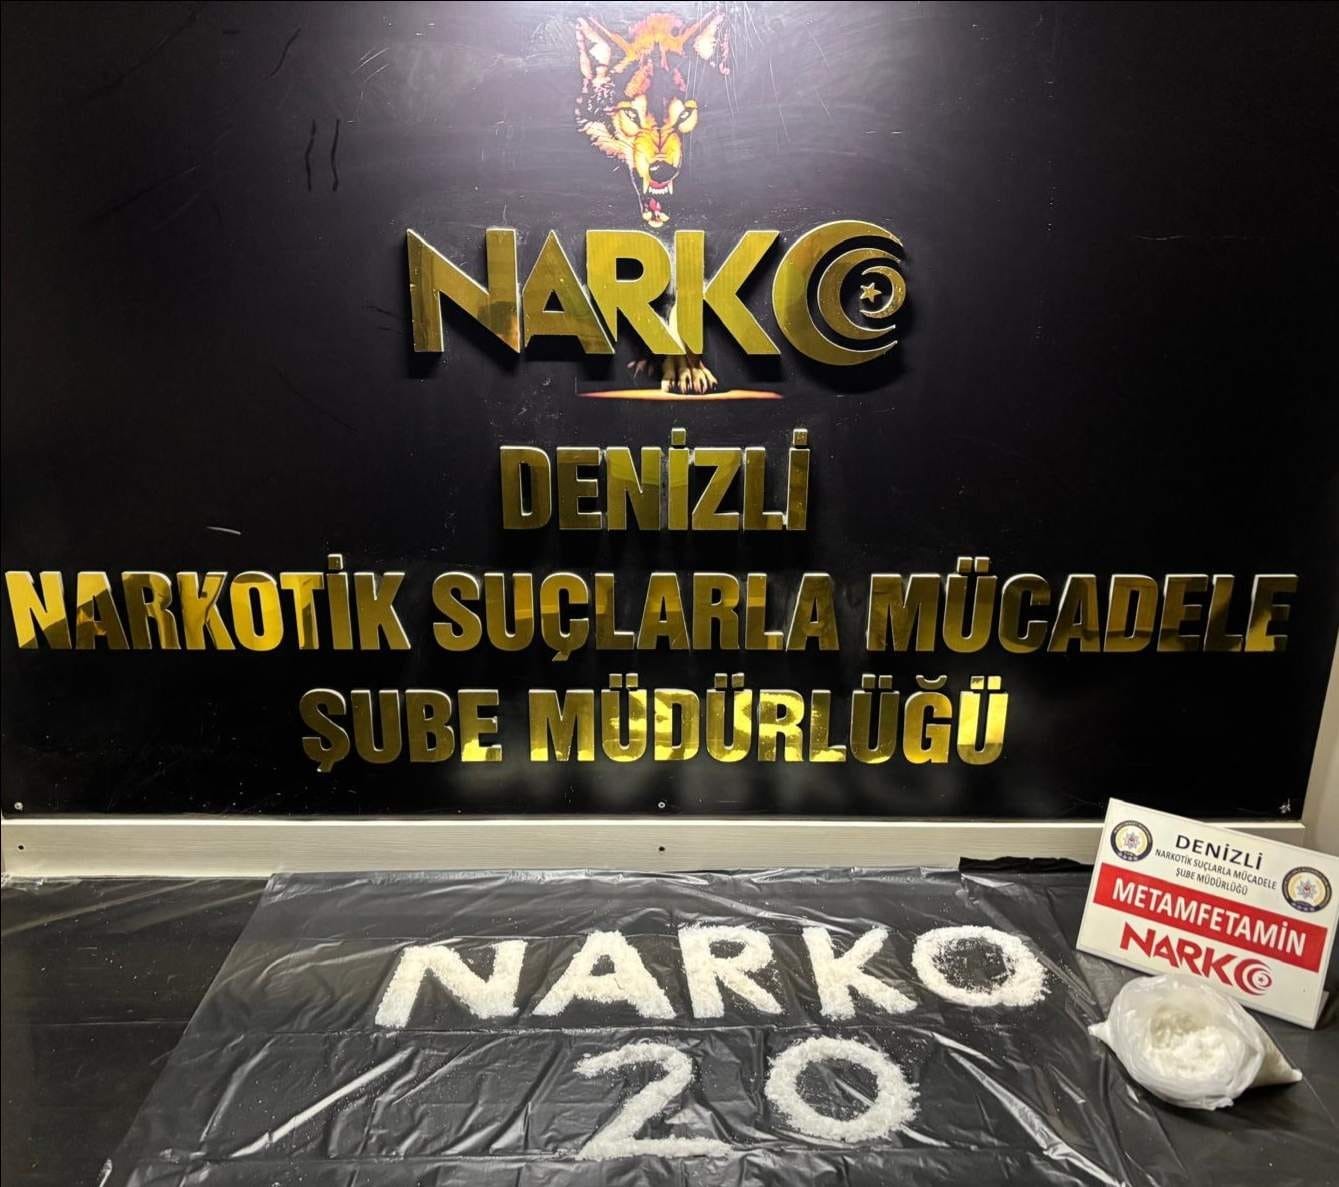 NARKO
DENİZLİ
NARKOTİK SUÇLARLA MÜCADELE
ŞUBE MÜDÜRLÜĞÜ
DENİZLİ
NARKOTİK SUÇLARLA MÜCADELE
ŞUBE MÜDÜRLÜĞÜ
METAMFETAMİN
NARKO
NARKO
20